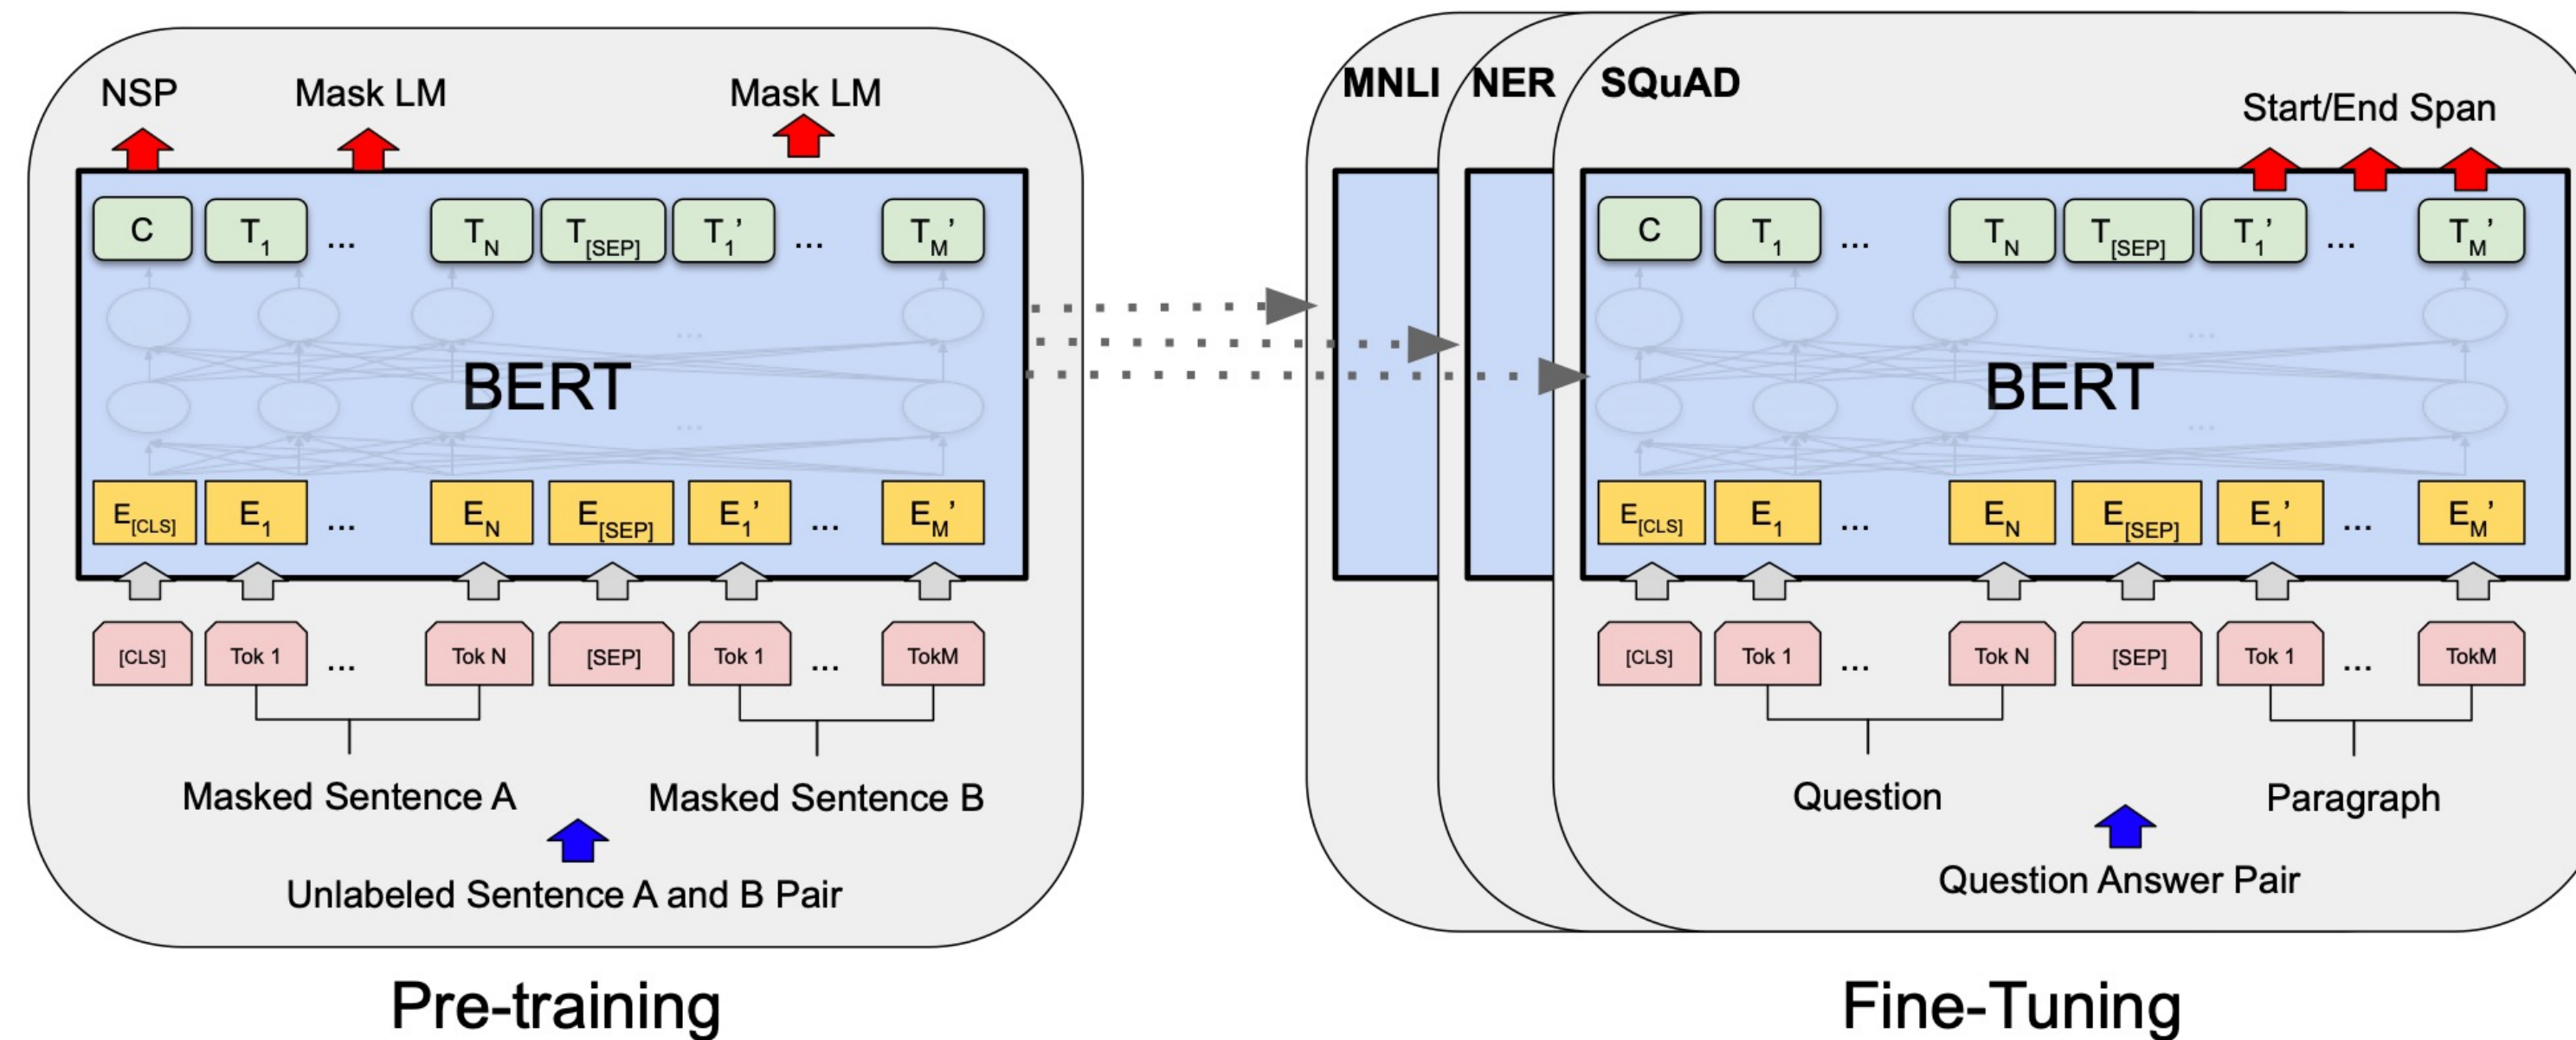 NSP Mask LM Mask LM
C T1 ... TN T[SEP] T1’ ... TM’
... 
BERT
...
E[CLS] E1 ... EN E[SEP] E1’ ... EM’
[CLS] Tok 1 ... Tok N [SEP] Tok 1 ... TokM
Masked Sentence A Masked Sentence B
Unlabeled Sentence A and B Pair
Pre-training
MNLI NER SQuAD
Start/End Span
C T1 ... TN T[SEP] T1’ ... TM’
...
BERT
...
E[CLS] E1 ... EN E[SEP] E1’ ... EM’
[CLS] Tok 1 ... Tok N [SEP] Tok 1 ... TokM
Question Paragraph
Question Answer Pair
Fine-Tuning